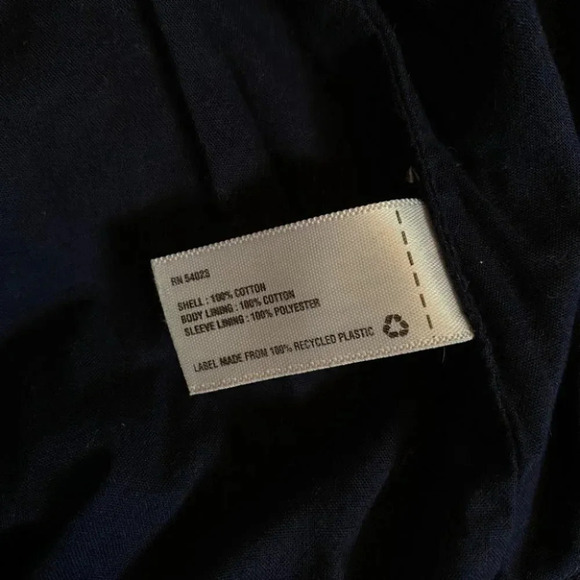 RN 54023
SHELL : 100% COTTON
BODY LINING : 100% COTTON
SLEEVE LINING : 100% POLYESTER
LABEL MADE FROM 100% RECYCLED PLASTIC